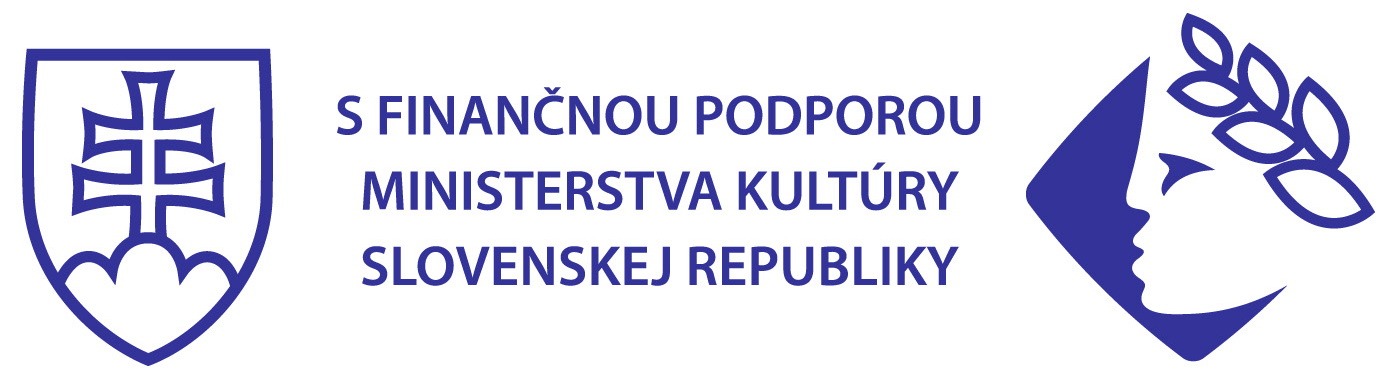 S FINANČNOU PODPOROU
MINISTERSTVA KULTÚRY
SLOVENSKEJ REPUBLIKY